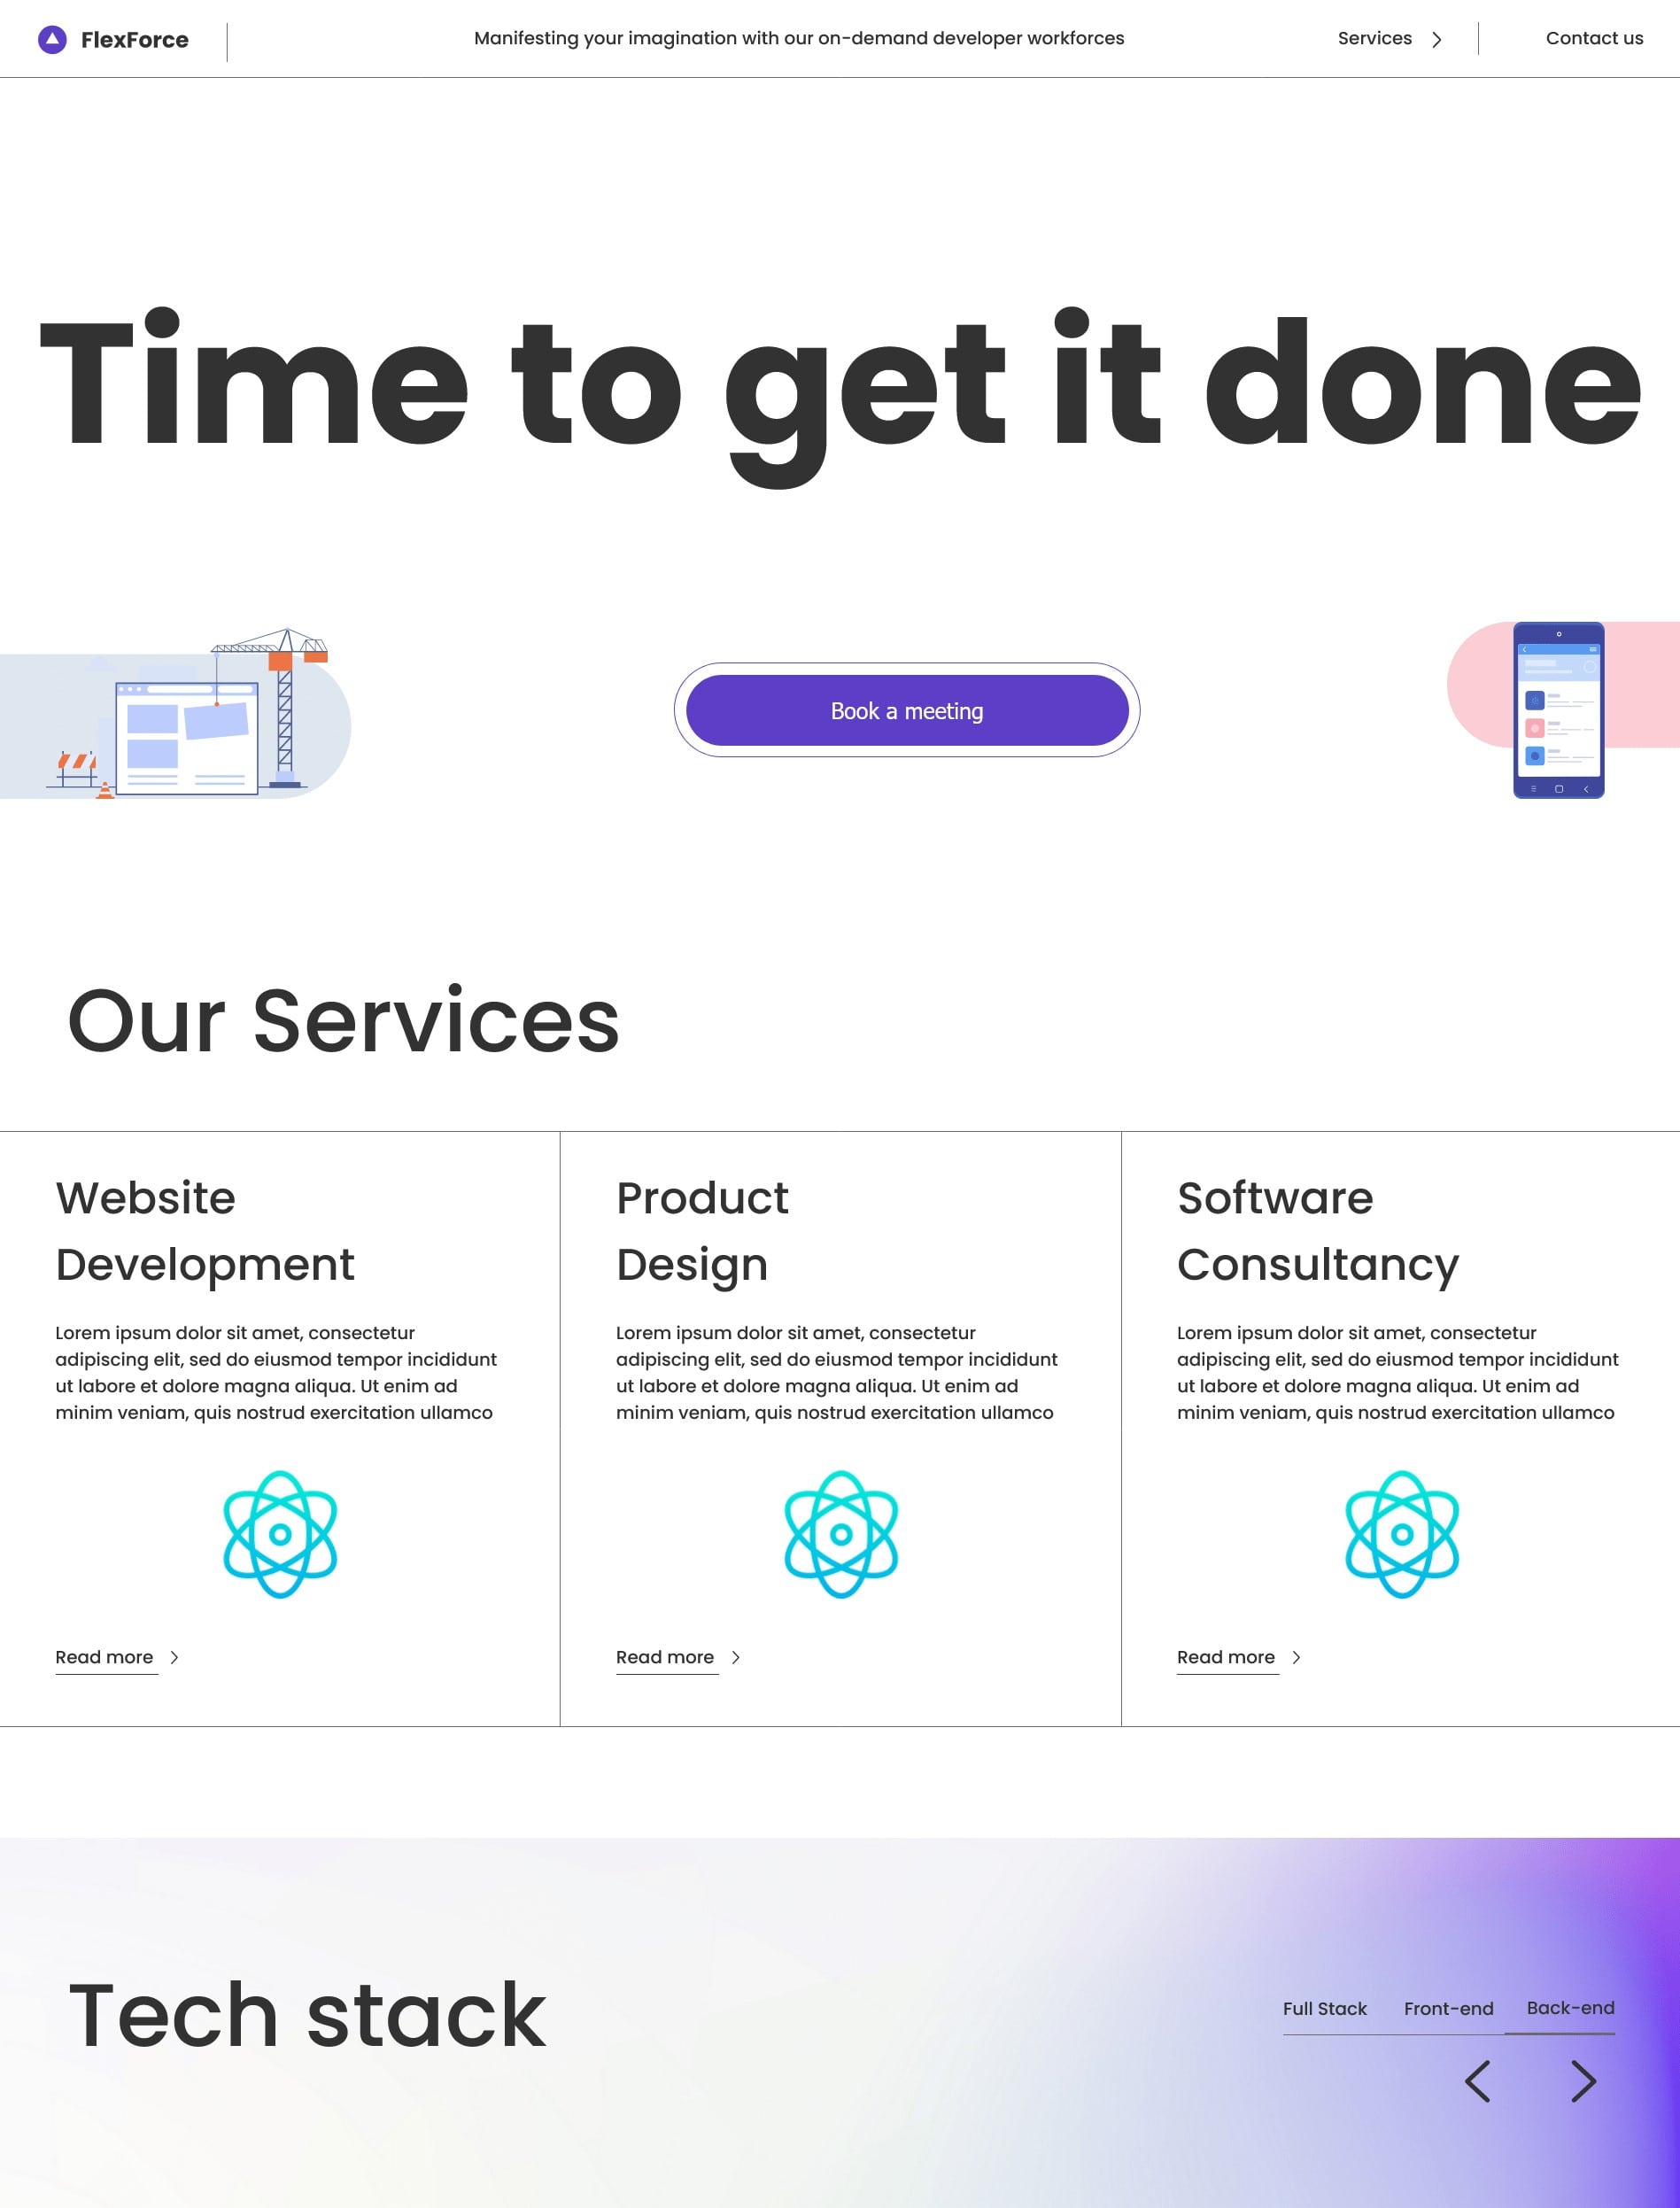 FlexForce
Manifesting your imagination with our on-demand developer workforces
Services
Contact us
Time to get it done
Book a meeting
Our Services
Website
Development
Lorem ipsum dolor sit amet, consectetur
adipiscing elit, sed do eiusmod tempor incididunt
ut labore et dolore magna aliqua. Ut enim ad
minim veniam, quis nostrud exercitation ullamco
Read more
Product
Design
Lorem ipsum dolor sit amet, consectetur
adipiscing elit, sed do eiusmod tempor incididunt
ut labore et dolore magna aliqua. Ut enim ad
minim veniam, quis nostrud exercitation ullamco
Read more
Software
Consultancy
Lorem ipsum dolor sit amet, consectetur
adipiscing elit, sed do eiusmod tempor incididunt
ut labore et dolore magna aliqua. Ut enim ad
minim veniam, quis nostrud exercitation ullamco
Read more
Tech stack
Full Stack
Front-end
Back-end